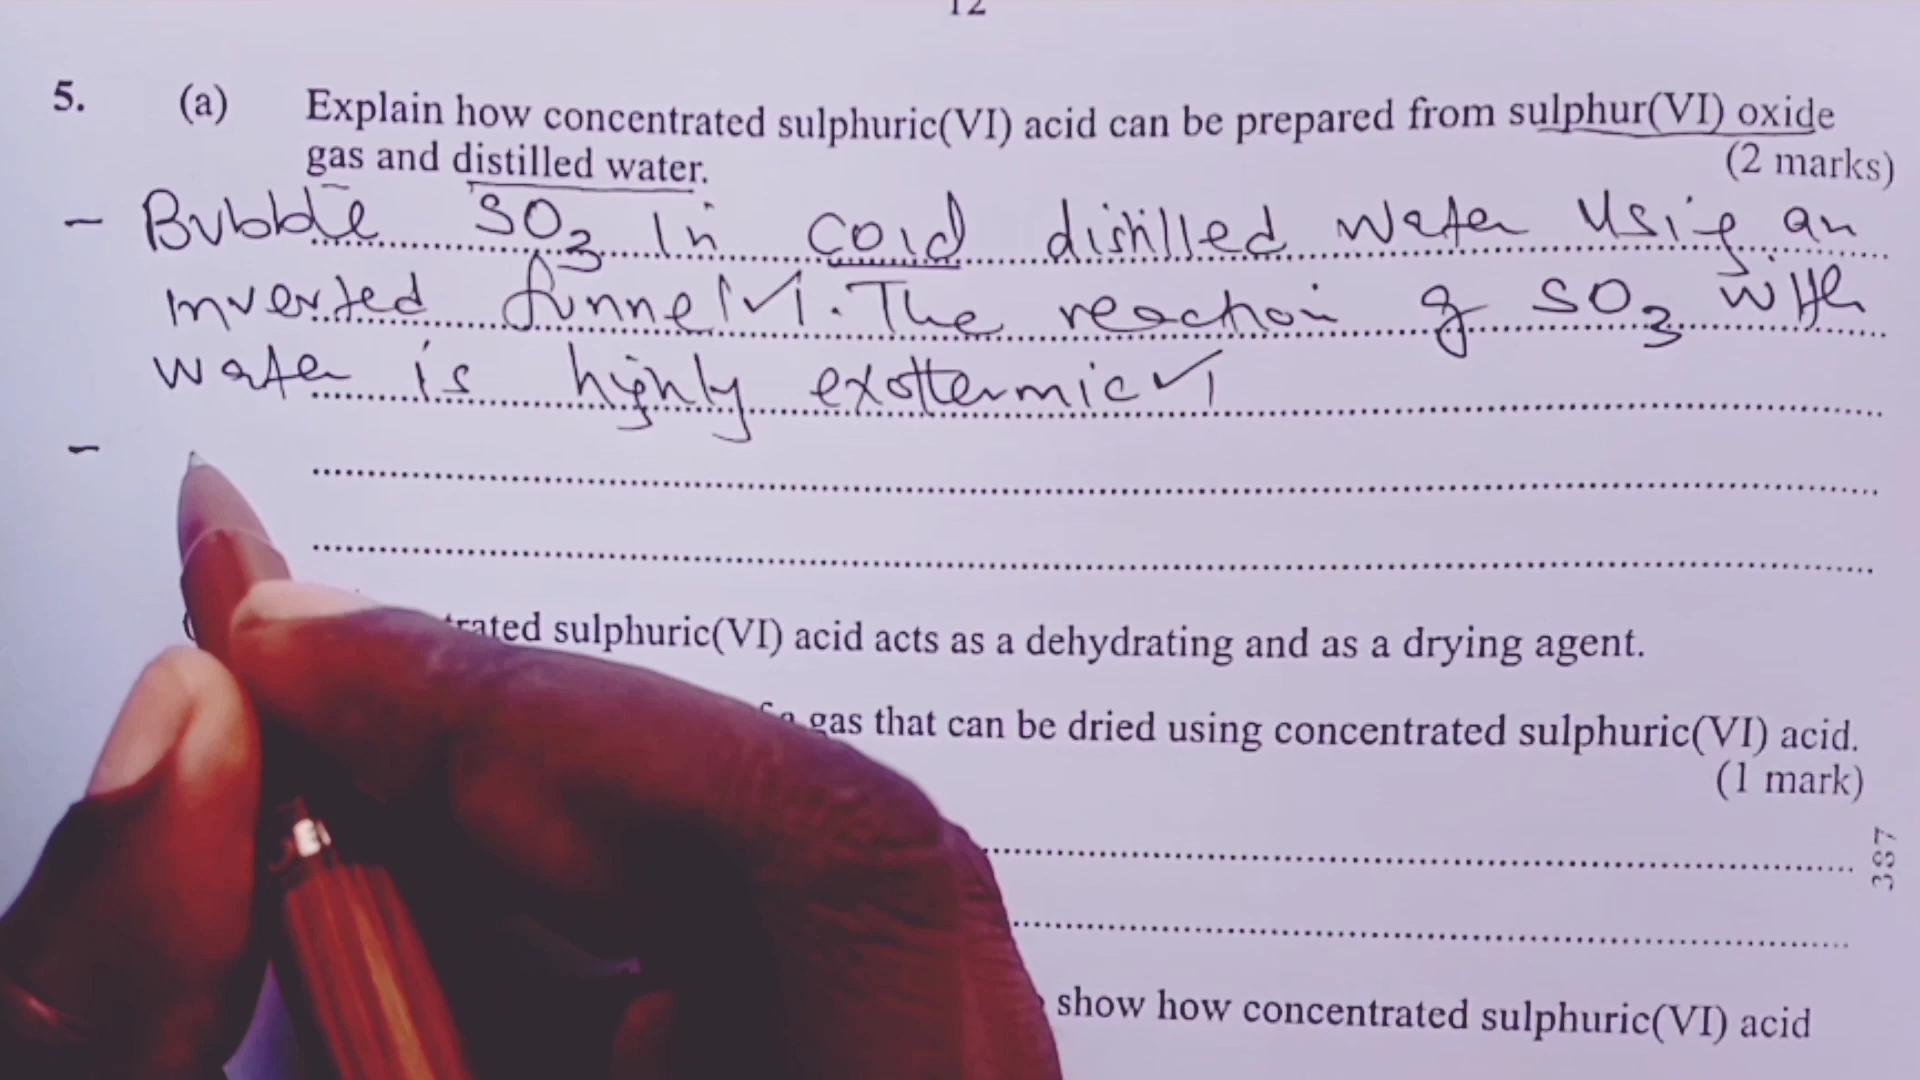 12
5. (a) Explain how concentrated sulphuric(VI) acid can be prepared from sulphur(VI) oxide
gas and distilled water. (2 marks)
- Bubble SO3 In cold distilled water using an
inverted funnel ✓1. The reaction of SO3 with
water is highly exothermic ✓1
-
sulphuric(VI) acid acts as a dehydrating and as a drying agent.
gas that can be dried using concentrated sulphuric(VI) acid.
(1 mark)
387
show how concentrated sulphuric(VI) acid